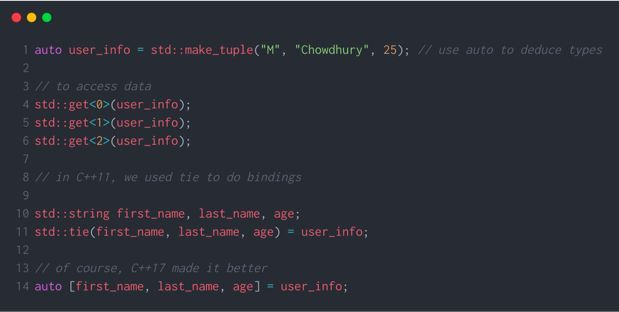 1 auto user_info = std::make_tuple("M", "Chowdhury", 25); // use auto to deduce types
2
3 // to access data
4 std::get<0>(user_info);
5 std::get<1>(user_info);
6 std::get<2>(user_info);
7
8 // in C++11, we used tie to do bindings
9
10 std::string first_name, last_name, age;
11 std::tie(first_name, last_name, age) = user_info;
12
13 // of course, C++17 made it better
14 auto [first_name, last_name, age] = user_info;